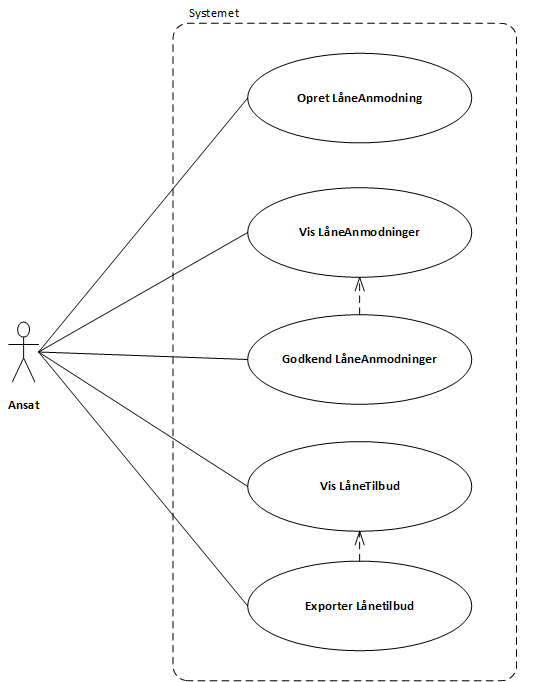 Systemet
Opret LåneAnmodning
Vis LåneAnmodninger
Godkend LåneAnmodninger
Ansat
Vis LåneTilbud
Exporter Lånetilbud